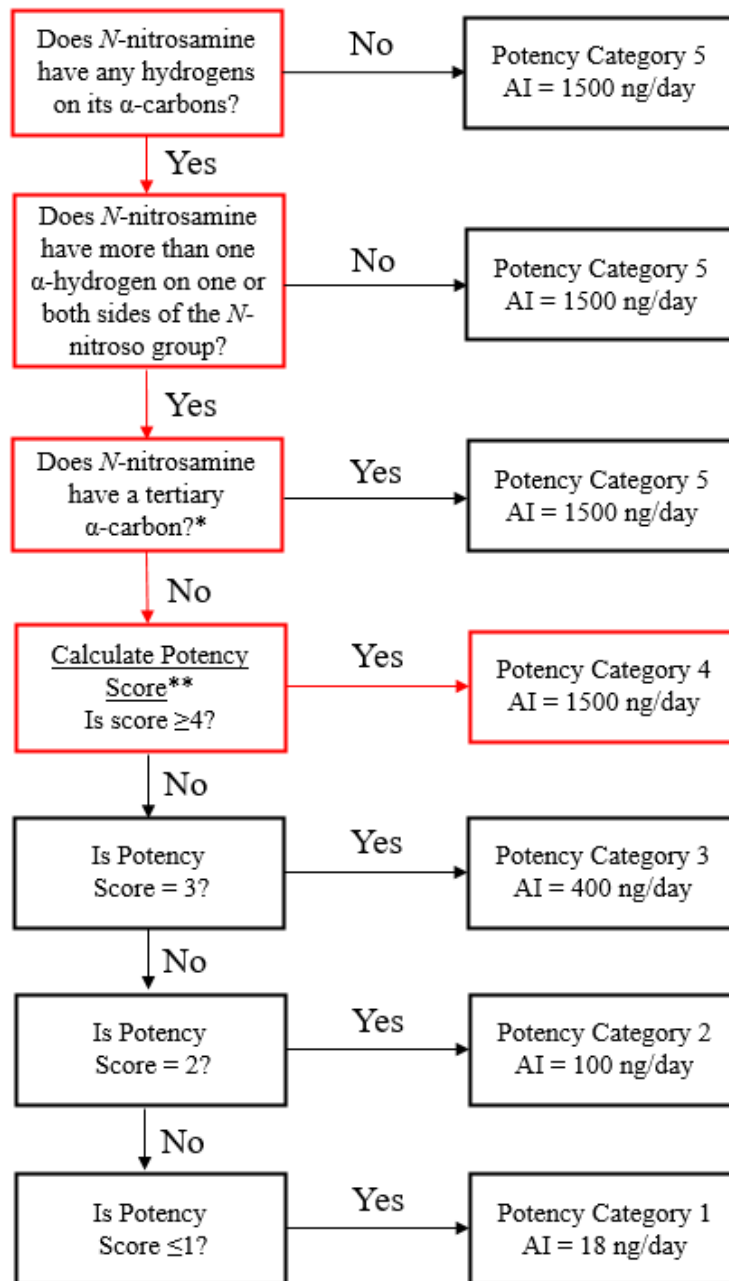 Does N-nitrosamine
have any hydrogens
on its α-carbons?
No
Potency Category 5
AI = 1500 ng/day
Yes
Does N-nitrosamine
have more than one
α-hydrogen on one or
both sides of the N-
nitroso group?
No
Potency Category 5
AI = 1500 ng/day
Yes
Does N-nitrosamine
have a tertiary
α-carbon?*
Yes
Potency Category 5
AI = 1500 ng/day
No
Calculate Potency
Score**
Is score ≥4?
Yes
Potency Category 4
AI = 1500 ng/day
No
Is Potency
Score = 3?
Yes
Potency Category 3
AI = 400 ng/day
No
Is Potency
Score = 2?
Yes
Potency Category 2
AI = 100 ng/day
No
Is Potency
Score ≤1?
Yes
Potency Category 1
AI = 18 ng/day